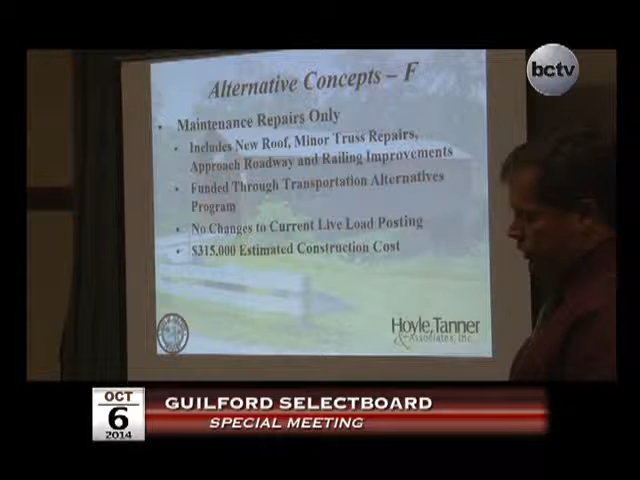 bctv
Alternative Concepts – F
• Maintenance Repairs Only
• Includes New Roof, Minor Truss Repairs,
Approach Roadway and Railing Improvements
• Funded Through Transportation Alternatives
Program
• No Changes to Current Live Load Posting
• $315,000 Estimated Construction Cost
Hoyle, Tanner
& Associates, Inc.
OCT
6
2014
GUILFORD SELECTBOARD
SPECIAL MEETING